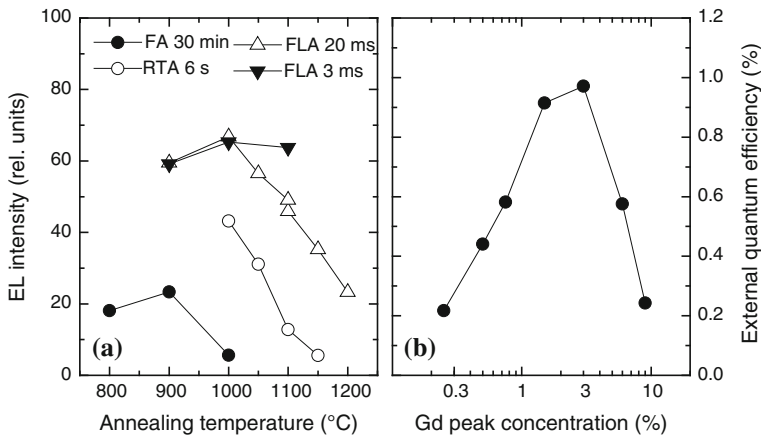 100
80
60
40
20
0
EL intensity (rel. units)
FA 30 min
RTA 6 s
FLA 20 ms
FLA 3 ms
(a)
800 900 1000 1100 1200
Annealing temperature (°C)
(b)
0.3 1 3 10
Gd peak concentration (%)
1.2
1.0
0.8
0.6
0.4
0.2
0.0
External quantum efficiency (%)